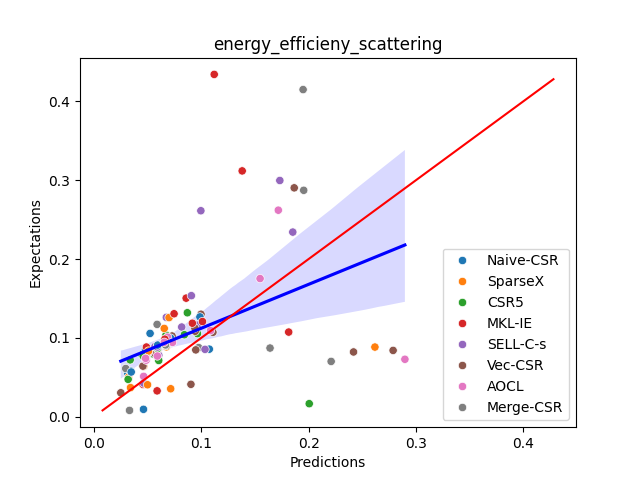 energy_efficieny_scattering
Expectations
0.4
0.3
0.2
0.1
0.0
0.0 0.1 0.2 0.3 0.4
Predictions
Naive-CSR
SparseX
CSR5
MKL-IE
SELL-C-s
Vec-CSR
AOCL
Merge-CSR